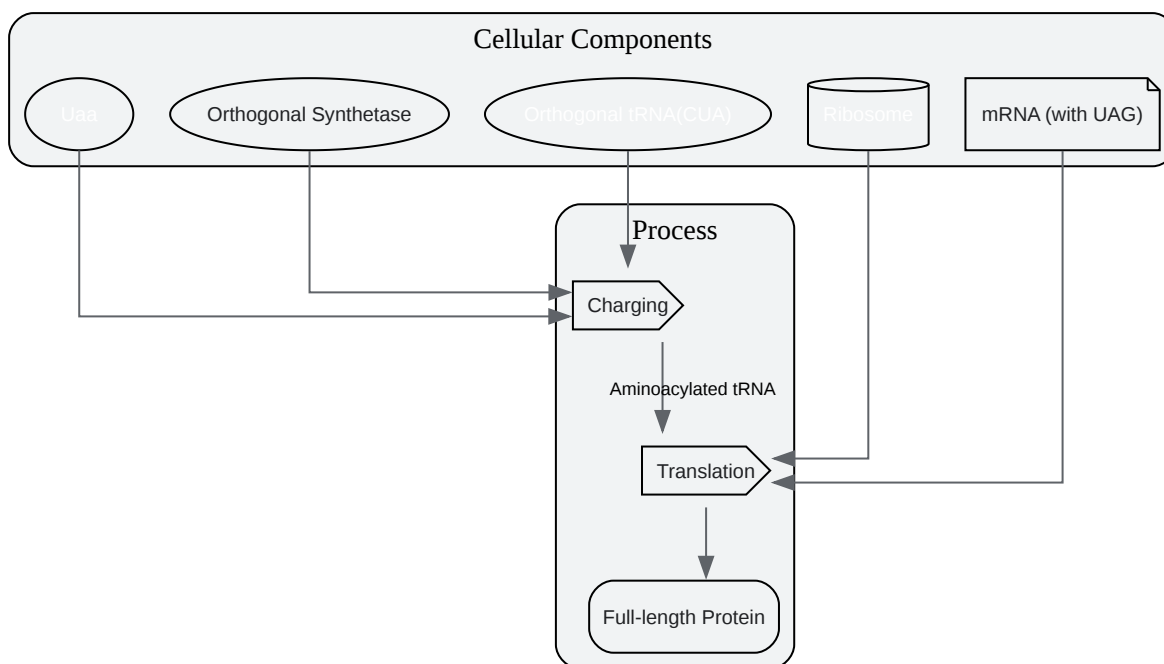 Cellular Components
Uaa
Orthogonal Synthetase
Orthogonal tRNA(CUA)
Ribosome
mRNA (with UAG)
Process
Charging
Aminoacylated tRNA
Translation
Full-length Protein